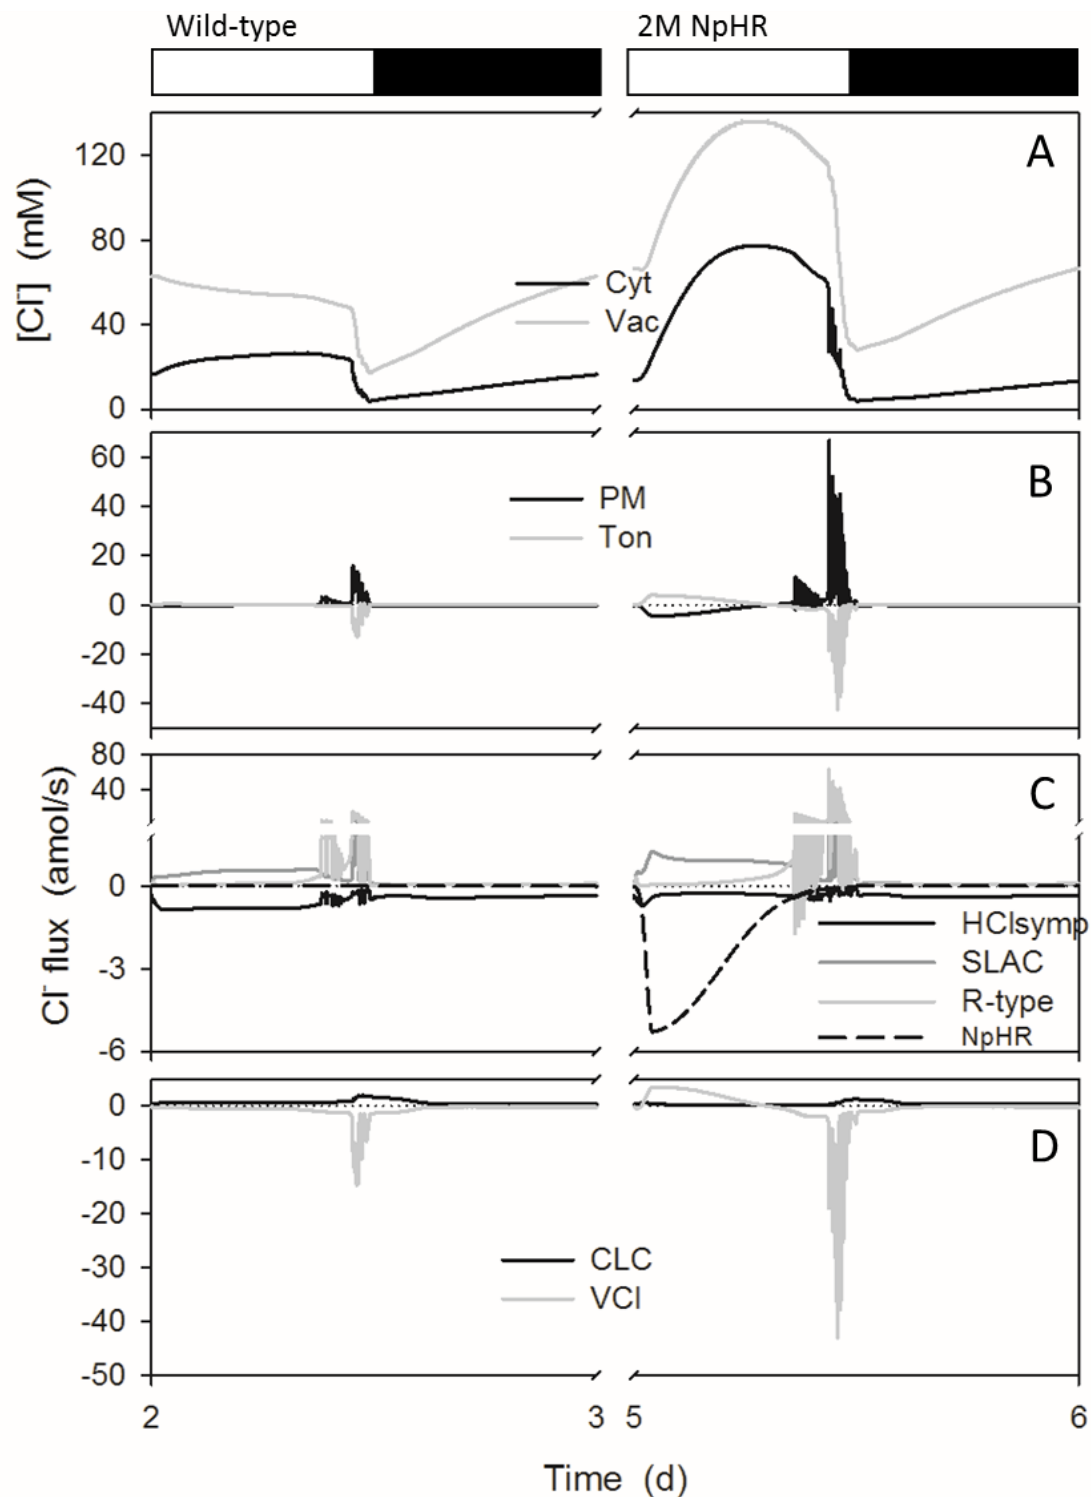 Wild-type 2M NpHR
A
[Cl-] (mM)
120
80
40
0
Cyt
Vac
B
60
40
20
0
-20
-40
PM
Ton
C
Cl- flux (amol/s)
80
40
0
-3
-6
HClsymp
SLAC
R-type
NpHR
D
0
-10
-20
-30
-40
-50
CLC
VCl
2 3 5 6
Time (d)